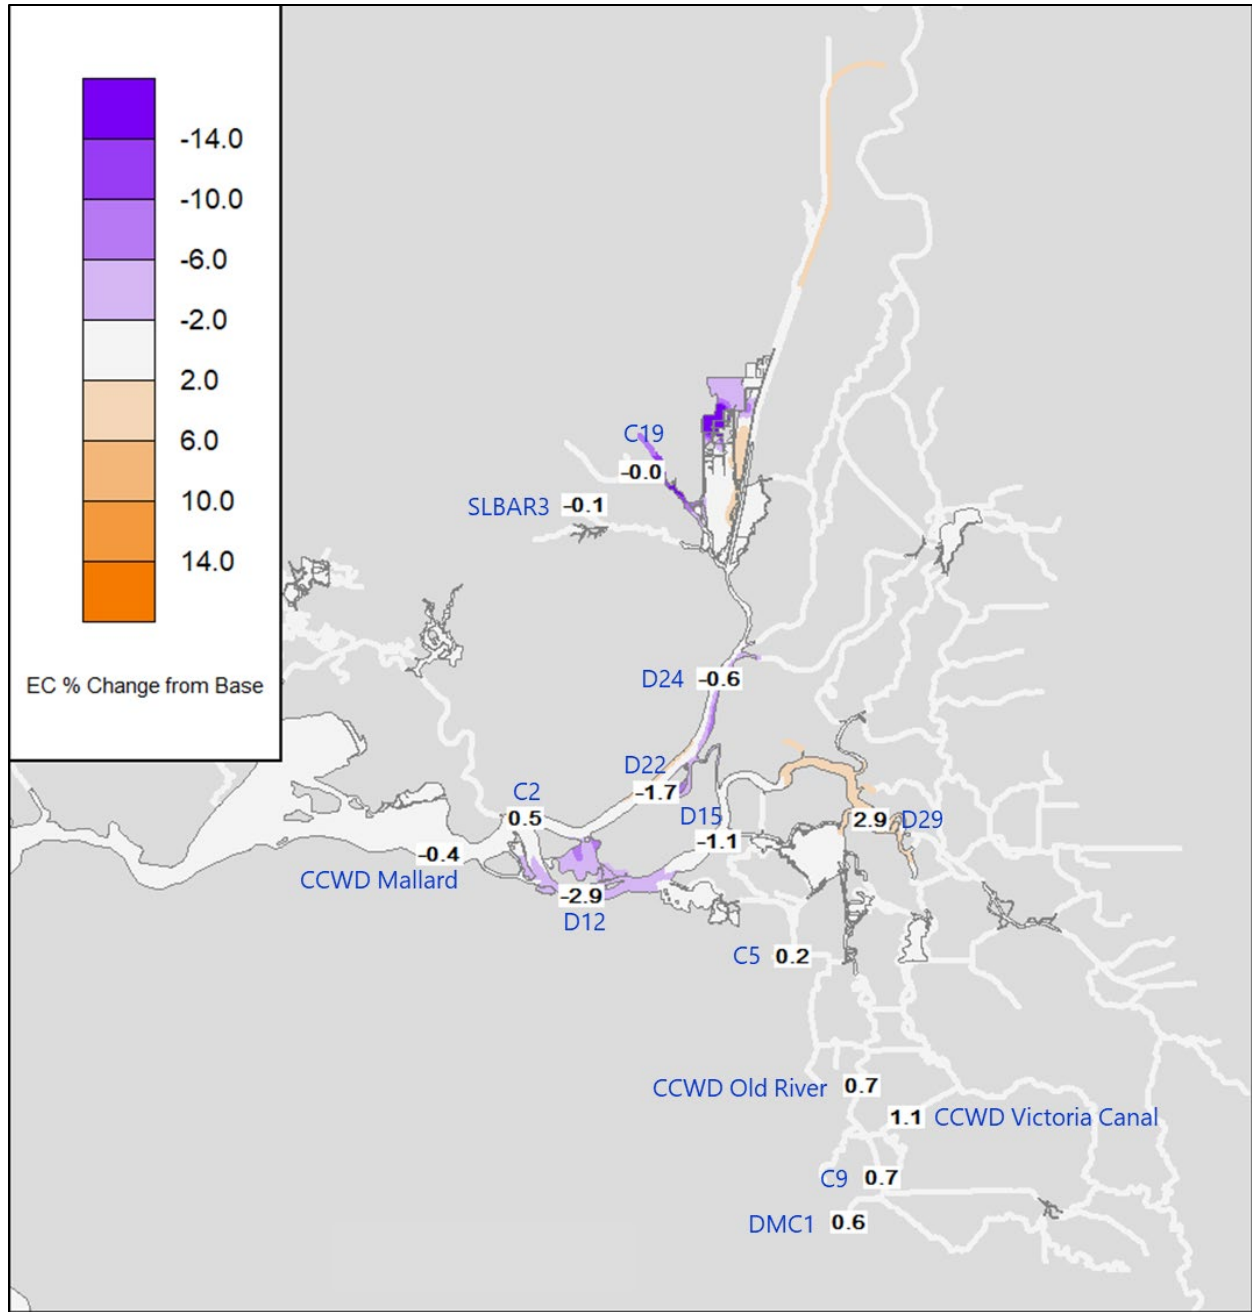 -14.0
-10.0
-6.0
-2.0
2.0
6.0
10.0
14.0
EC % Change from Base
C19
-0.0
SLBAR3 -0.1
D24 -0.6
D22
-1.7
C2
0.5
D15
-1.1
2.9 D29
-0.4
CCWD Mallard
-2.9
D12
C5 0.2
CCWD Old River 0.7
1.1 CCWD Victoria Canal
C9 0.7
DMC1 0.6